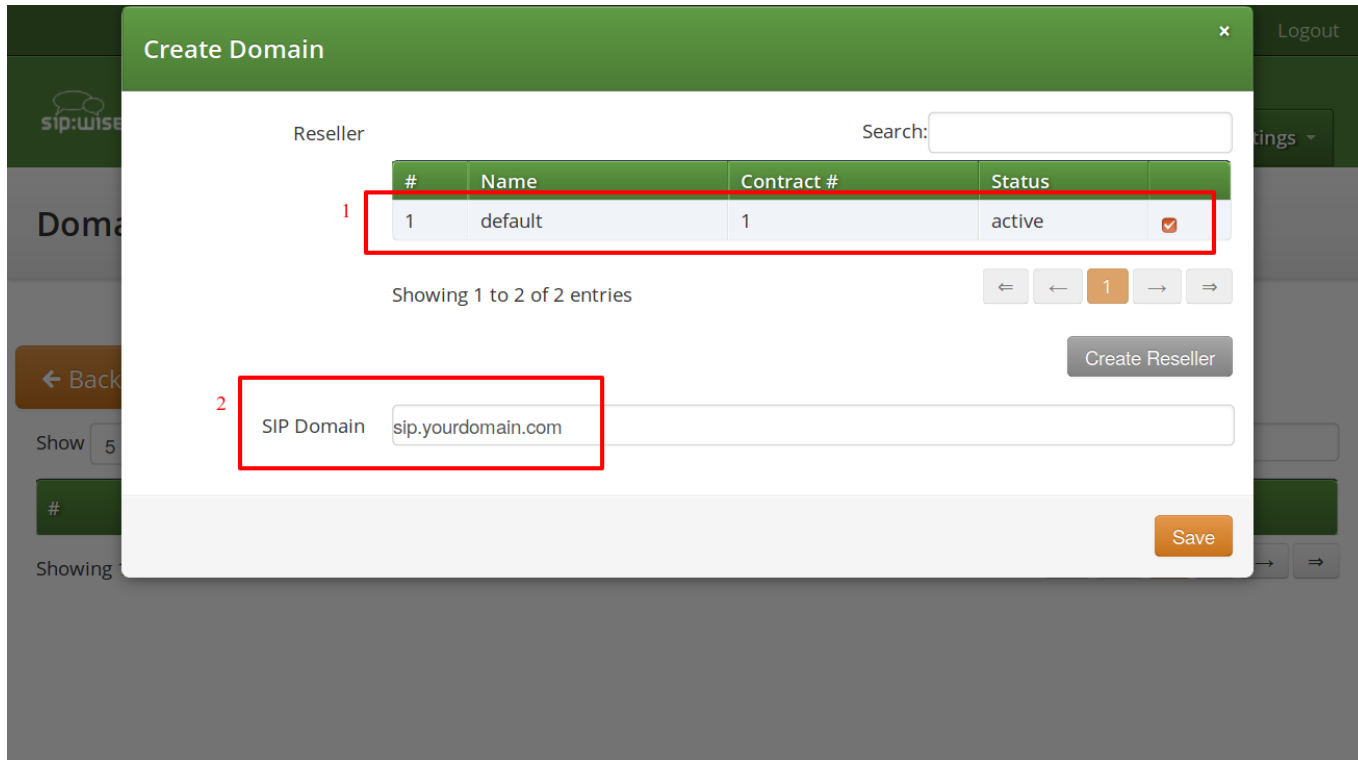 Create Domain
×
Logout
sip:wise
tings
Reseller
Search:
# Name Contract # Status
1
1 default 1 active
Doma
Showing 1 to 2 of 2 entries
⇐ ← 1 → ⇒
Create Reseller
← Back
2
SIP Domain sip.yourdomain.com
Show 5
#
Save
Showing
→ ⇒